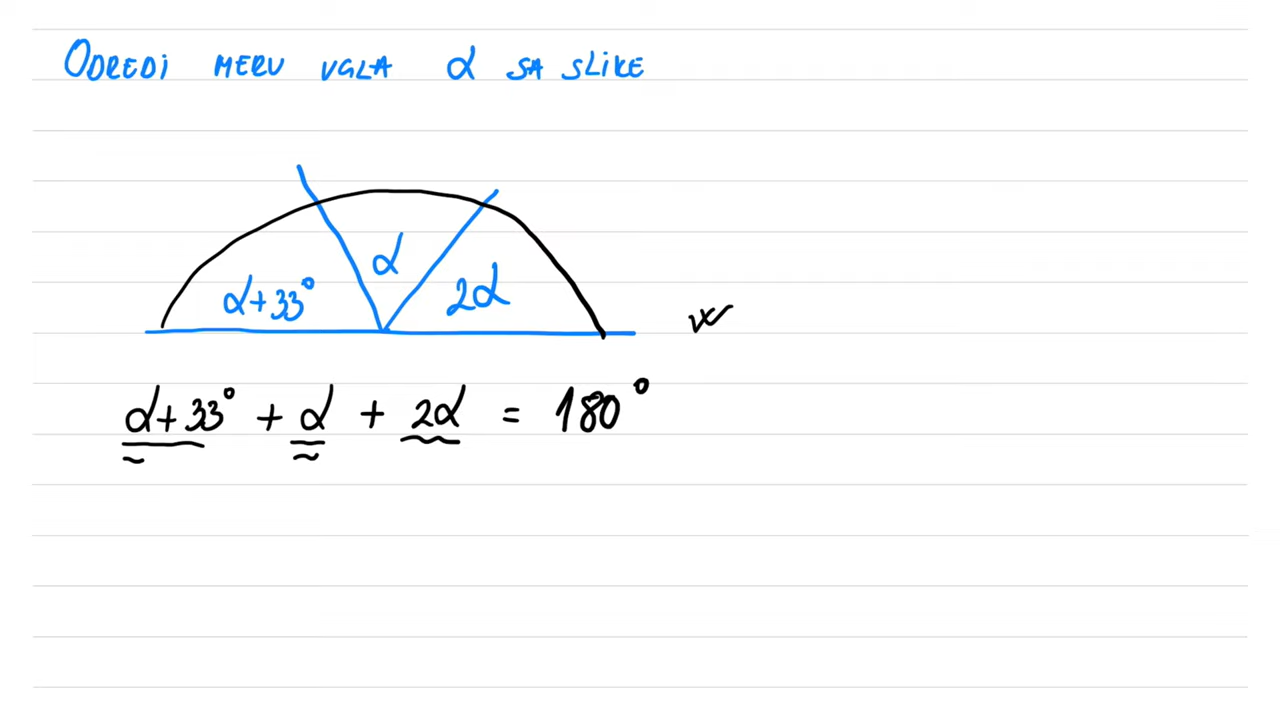 ODREDI MERU UGLA α SA SLIKE
α+33° α 2α
α+33° + α + 2α = 180°